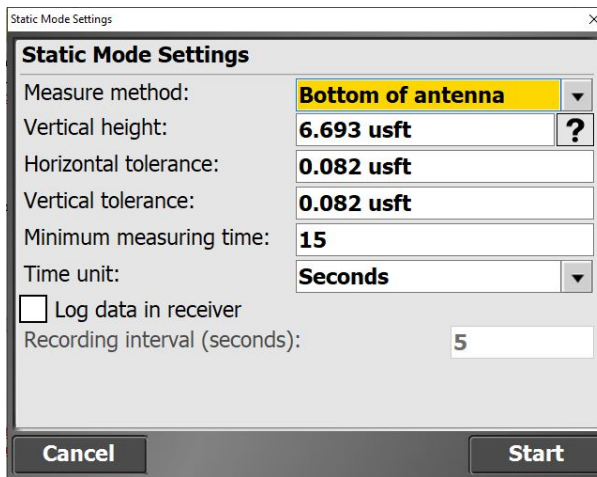 Static Mode Settings
Static Mode Settings
Measure method: Bottom of antenna
Vertical height: 6.693 usft ?
Horizontal tolerance: 0.082 usft
Vertical tolerance: 0.082 usft
Minimum measuring time: 15
Time unit: Seconds
Log data in receiver
Recording interval (seconds): 5
Cancel Start